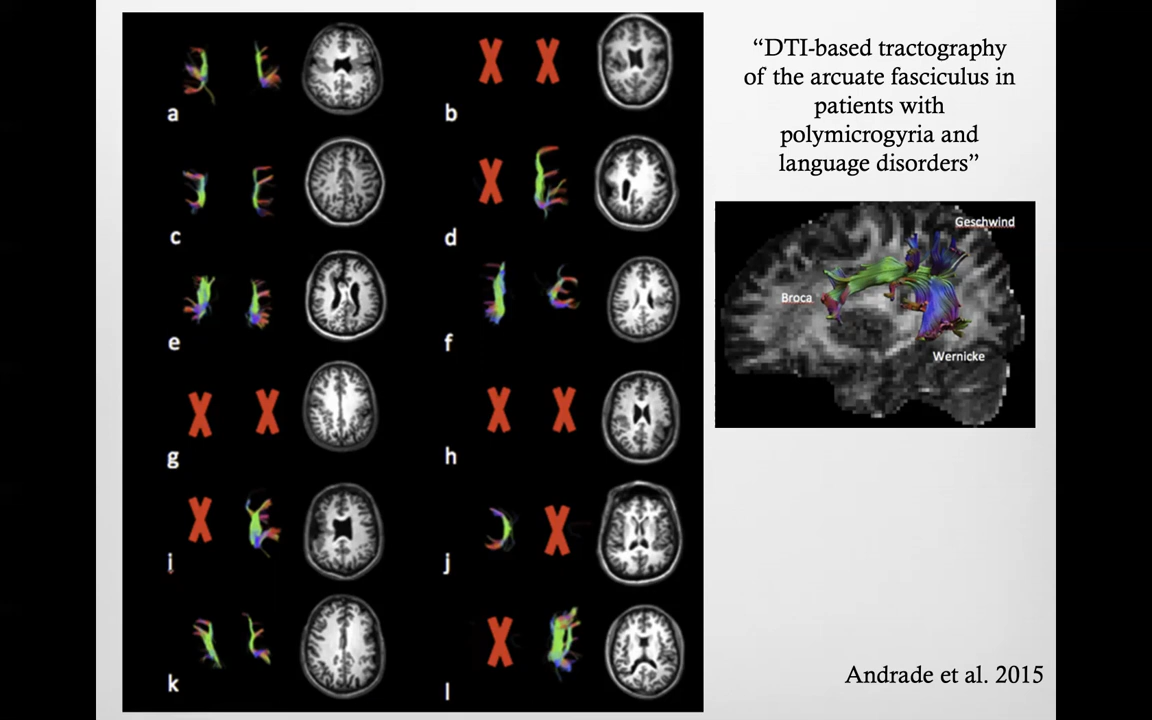 a
b
c
d
e
f
g
h
i
j
k
l
“DTI-based tractography
of the arcuate fasciculus in
patients with
polymicrogyria and
language disorders”
Geschwind
Broca
Wernicke
Andrade et al. 2015